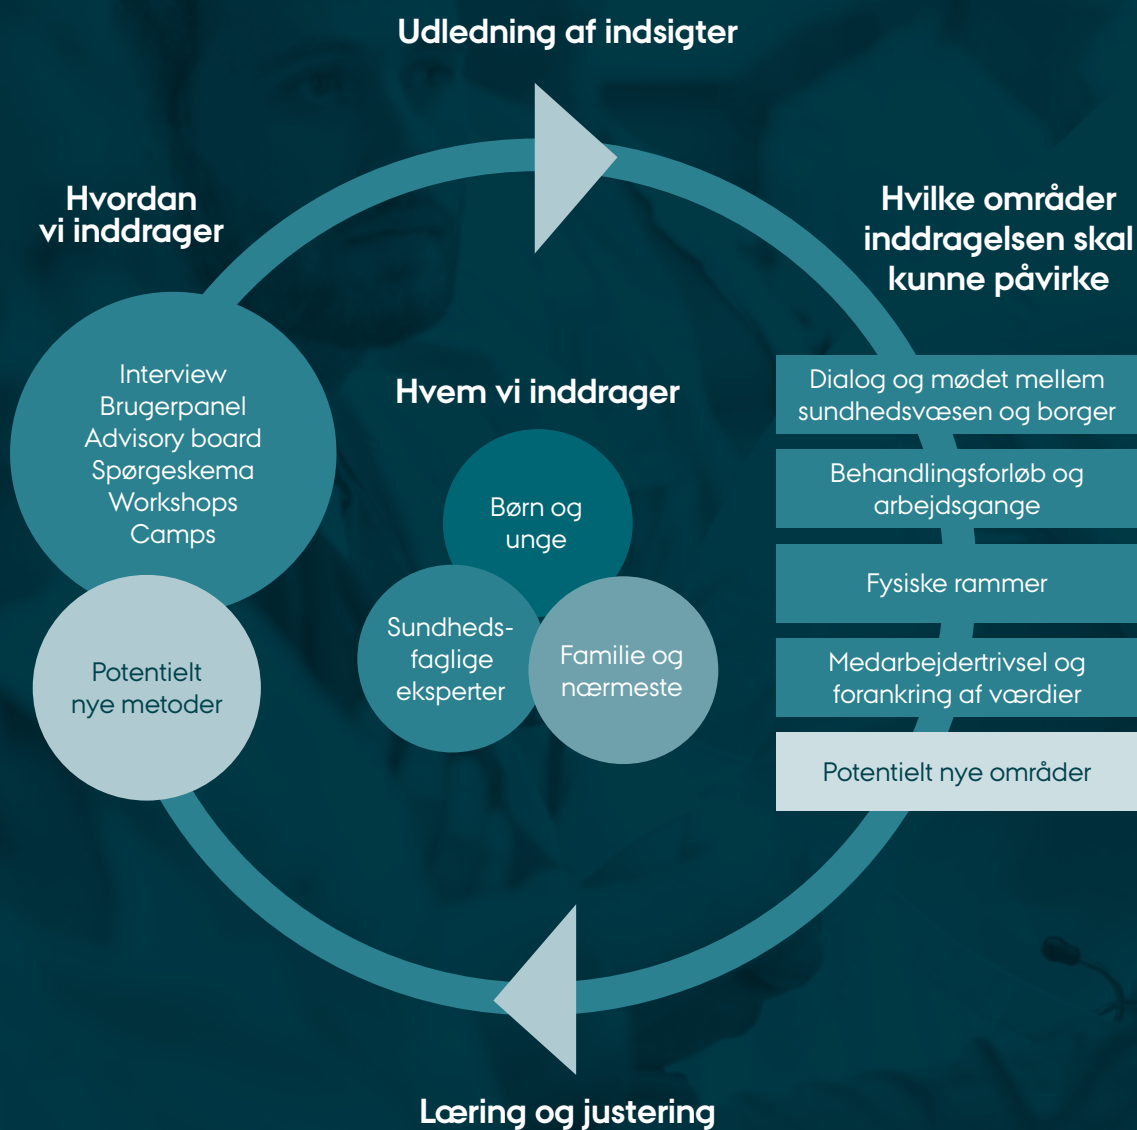 Udledning af indsigter
Hvordan
vi inddrager
Interview
Brugerpanel
Advisory board
Spørgeskema
Workshops
Camps
Potentielt
nye metoder
Hvem vi inddrager
Børn og
unge
Sundheds-
faglige
eksperter
Familie og
nærmeste
Hvilke områder
inddragelsen skal
kunne påvirke
Dialog og mødet mellem
sundhedsvæsen og borger
Behandlingsforløb og
arbejdsgange
Fysiske rammer
Medarbejdertrivsel og
forankring af værdier
Potentielt nye områder
Læring og justering